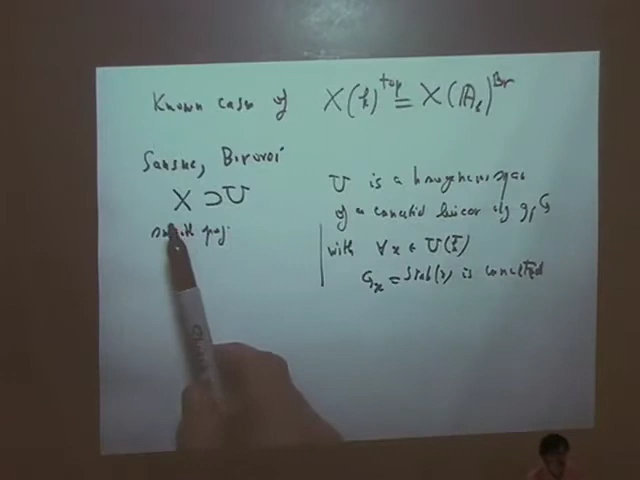 Known case of X(k)^top = X(A_k)^Br
Sansuc, Borovoi
X ⊃ U
smooth proj.
U is a homogeneous space
of a connected linear alg gp G
with ∀x ∈ U(k̄)
G_x = Stab(x) is connected